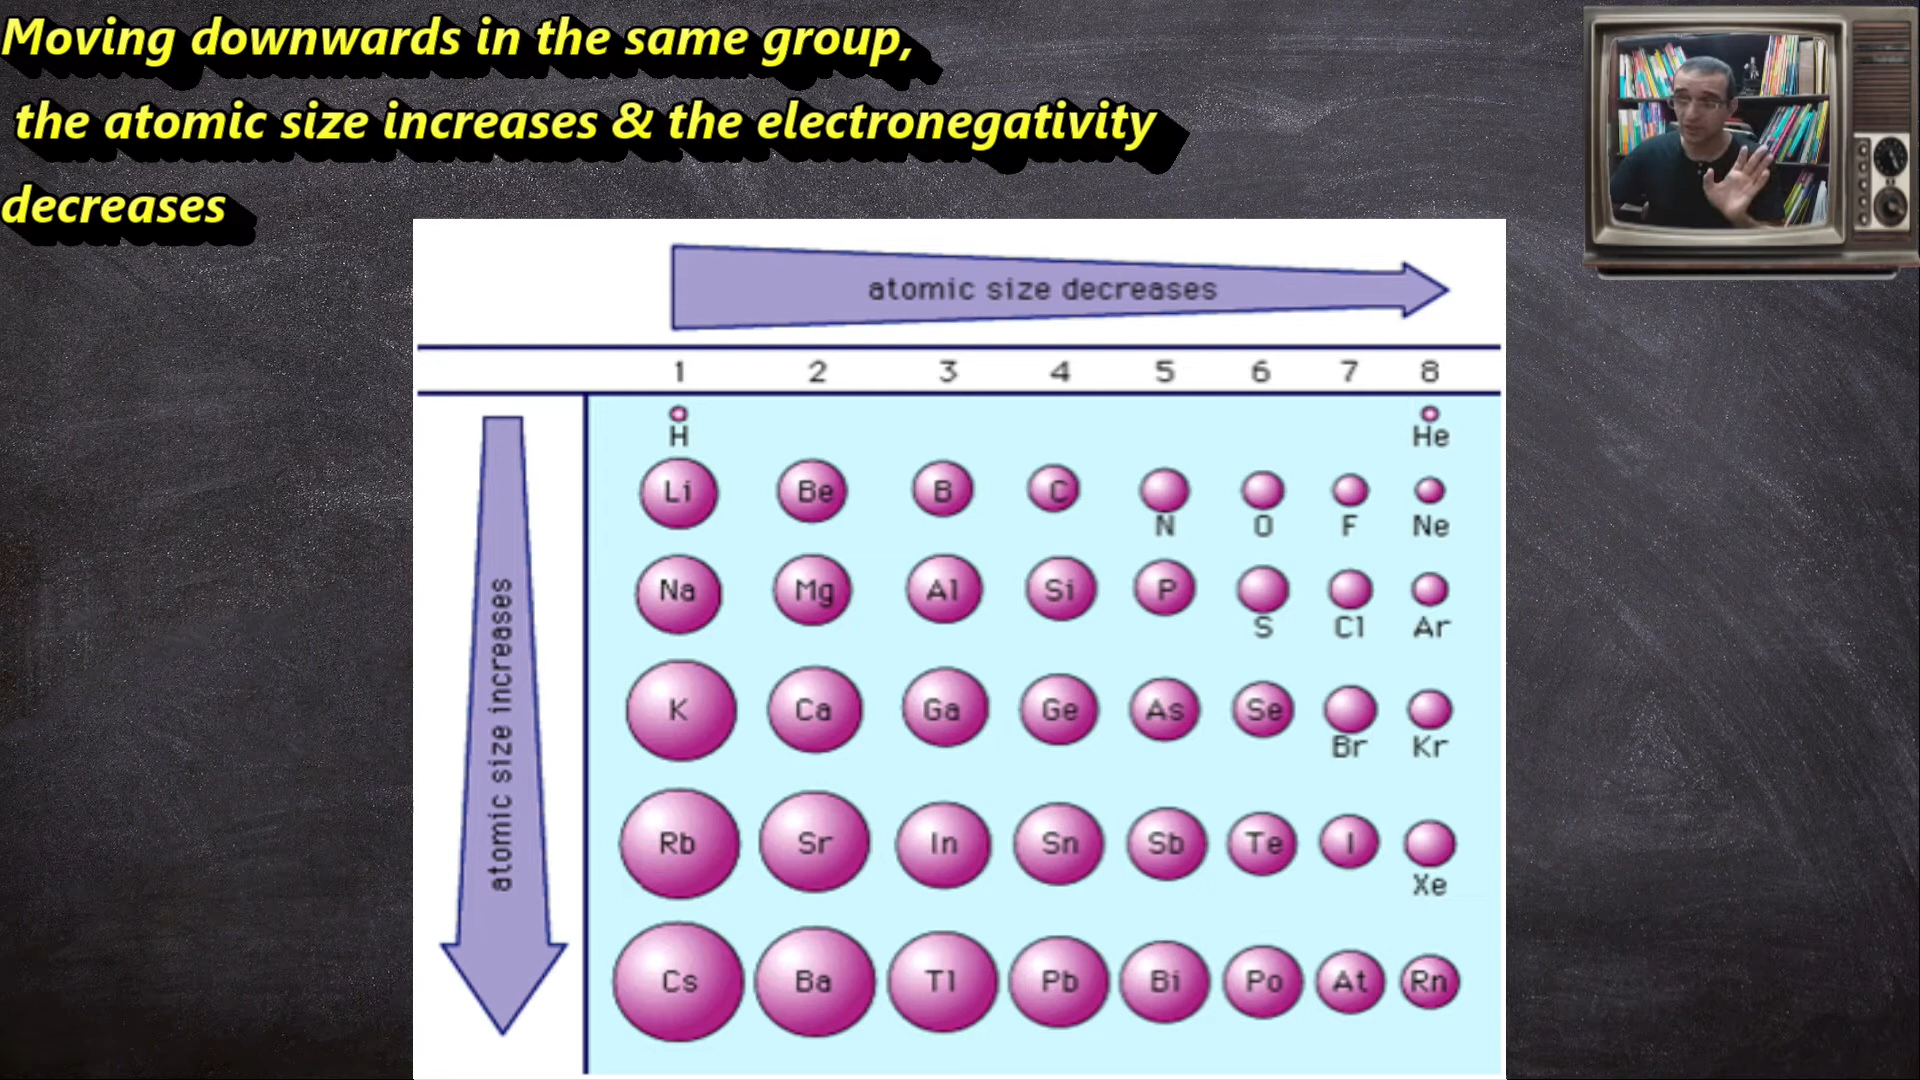 Moving downwards in the same group,
the atomic size increases & the electronegativity
decreases
atomic size decreases
1 2 3 4 5 6 7 8
atomic size increases
H He
Li Be B C N O F Ne
Na Mg Al Si P S Cl Ar
K Ca Ga Ge As Se Br Kr
Rb Sr In Sn Sb Te I Xe
Cs Ba Tl Pb Bi Po At Rn